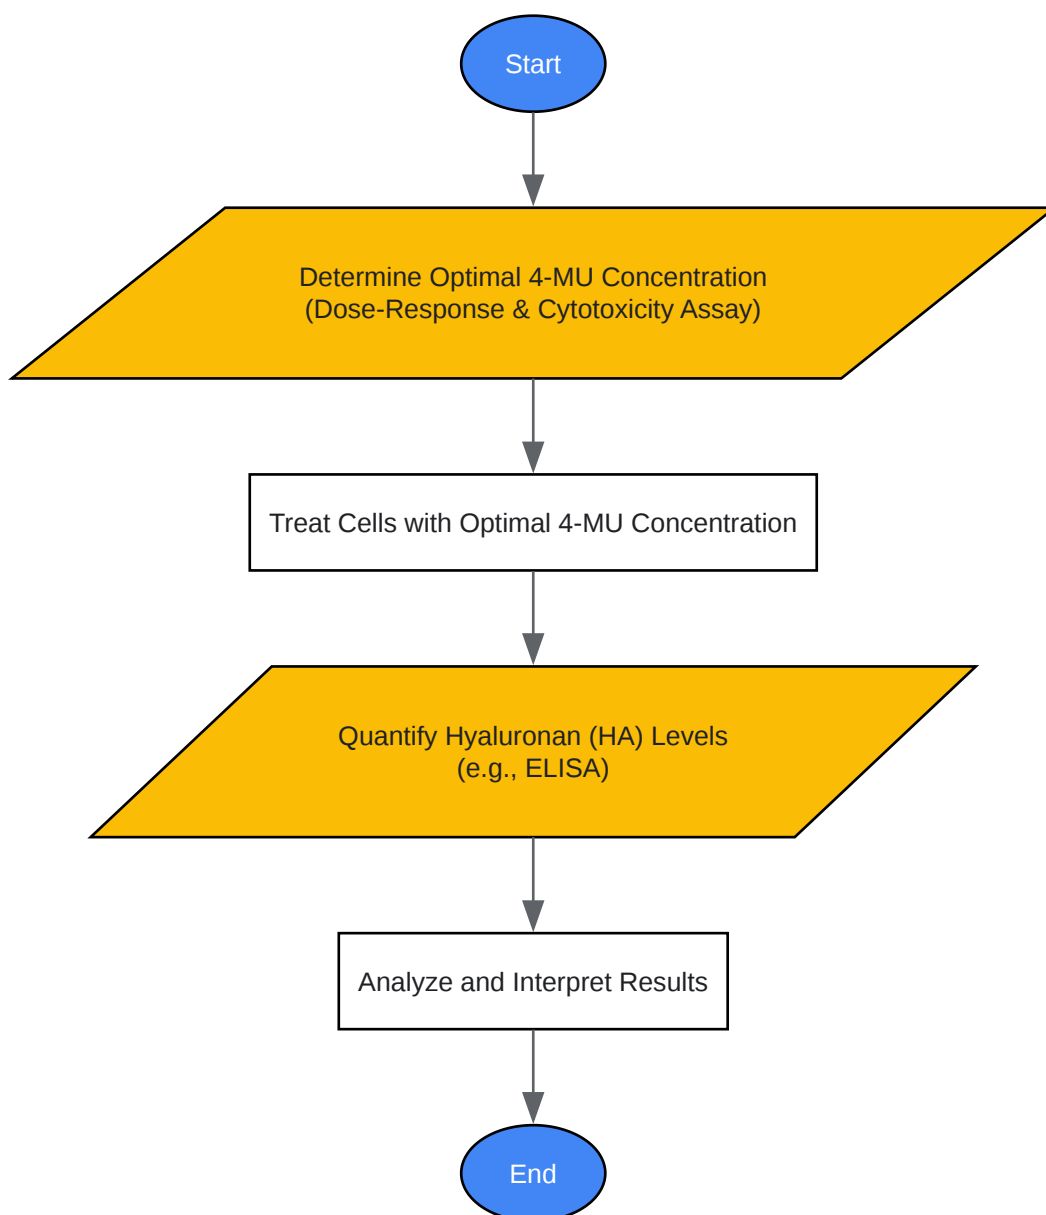 Start
Determine Optimal 4-MU Concentration
(Dose-Response & Cytotoxicity Assay)
Treat Cells with Optimal 4-MU Concentration
Quantify Hyaluronan (HA) Levels
(e.g., ELISA)
Analyze and Interpret Results
End